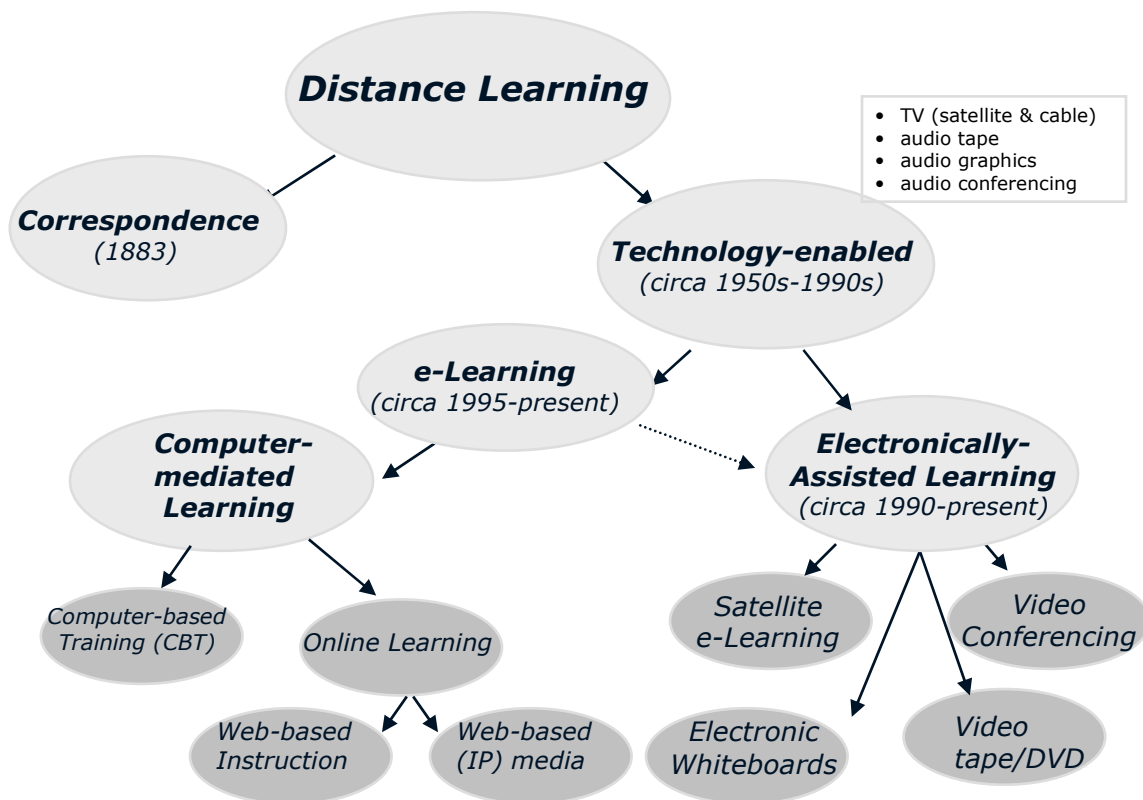 Distance Learning
• TV (satellite & cable)
• audio tape
• audio graphics
• audio conferencing
Correspondence
(1883)
Technology-enabled
(circa 1950s-1990s)
e-Learning
(circa 1995-present)
Computer-
mediated
Learning
Electronically-
Assisted Learning
(circa 1990-present)
Computer-based
Training (CBT)
Online Learning
Satellite
e-Learning
Video
Conferencing
Web-based
Instruction
Web-based
(IP) media
Electronic
Whiteboards
Video
tape/DVD